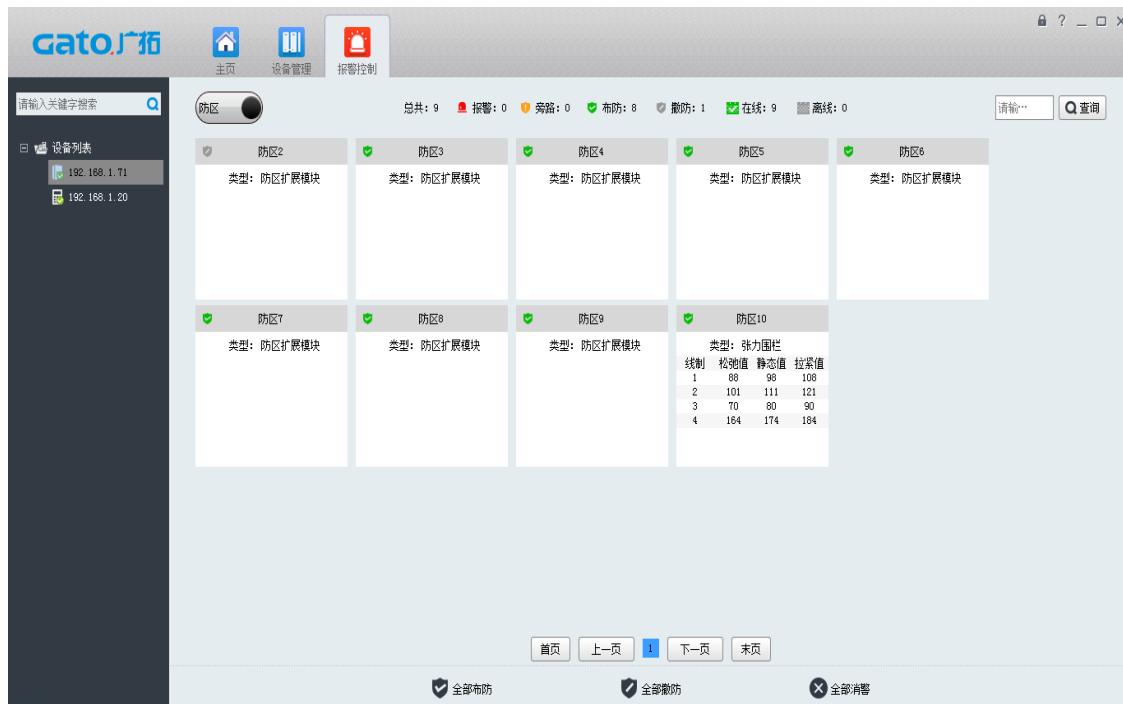 Gato广拓
主页 设备管理 报警控制
请输入关键字搜索
设备列表
192.168.1.71
192.168.1.20
防区
总共: 9 报警: 0 旁路: 0 布防: 8 撤防: 1 在线: 9 离线: 0
请输… 查询
防区2 防区3 防区4 防区5 防区6
类型: 防区扩展模块 类型: 防区扩展模块 类型: 防区扩展模块 类型: 防区扩展模块 类型: 防区扩展模块
防区7 防区8 防区9 防区10
类型: 防区扩展模块 类型: 防区扩展模块 类型: 防区扩展模块 类型: 张力围栏
线制 松弛值 静态值 拉紧值
1 88 98 108
2 101 111 121
3 70 80 90
4 164 174 184
首页 上一页 1 下一页 末页
全部布防 全部撤防 全部消警